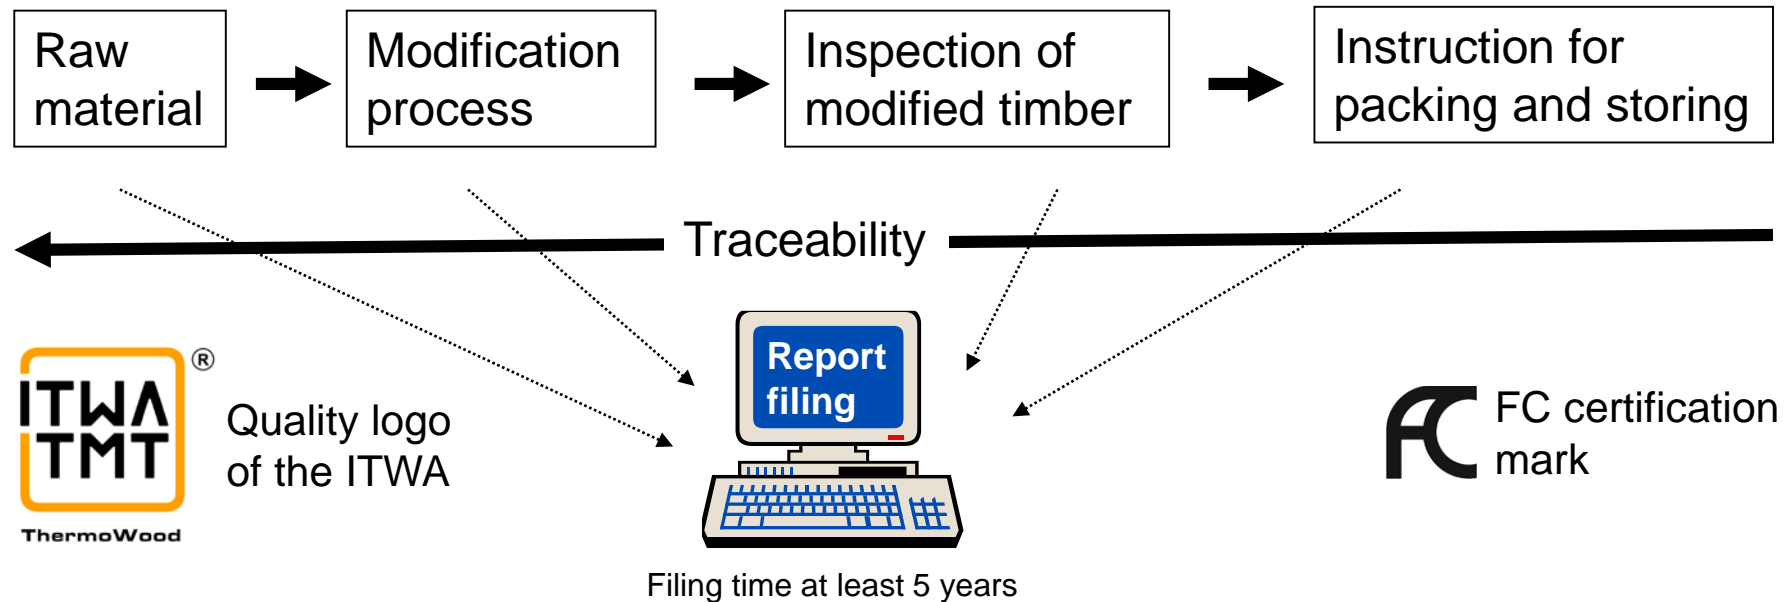 Raw
material
Modification
process
Inspection of
modified timber
Instruction for
packing and storing
Traceability
Report
filing
ITWA
TMT
®
ThermoWood
Quality logo
of the ITWA
FC
FC certification
mark
Filing time at least 5 years